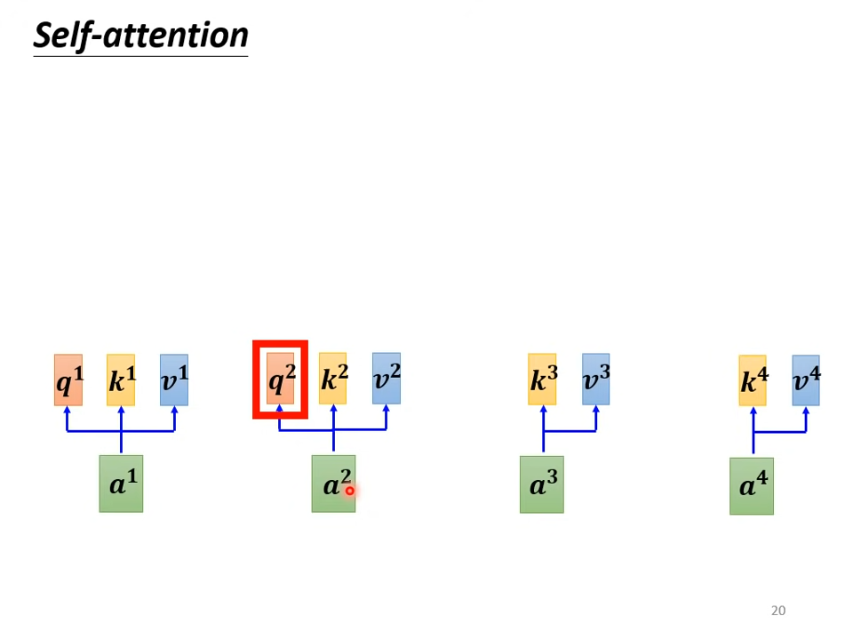 Self-attention
q¹ k¹ v¹ q² k² v² k³ v³ k⁴ v⁴
a¹ a² a³ a⁴
20